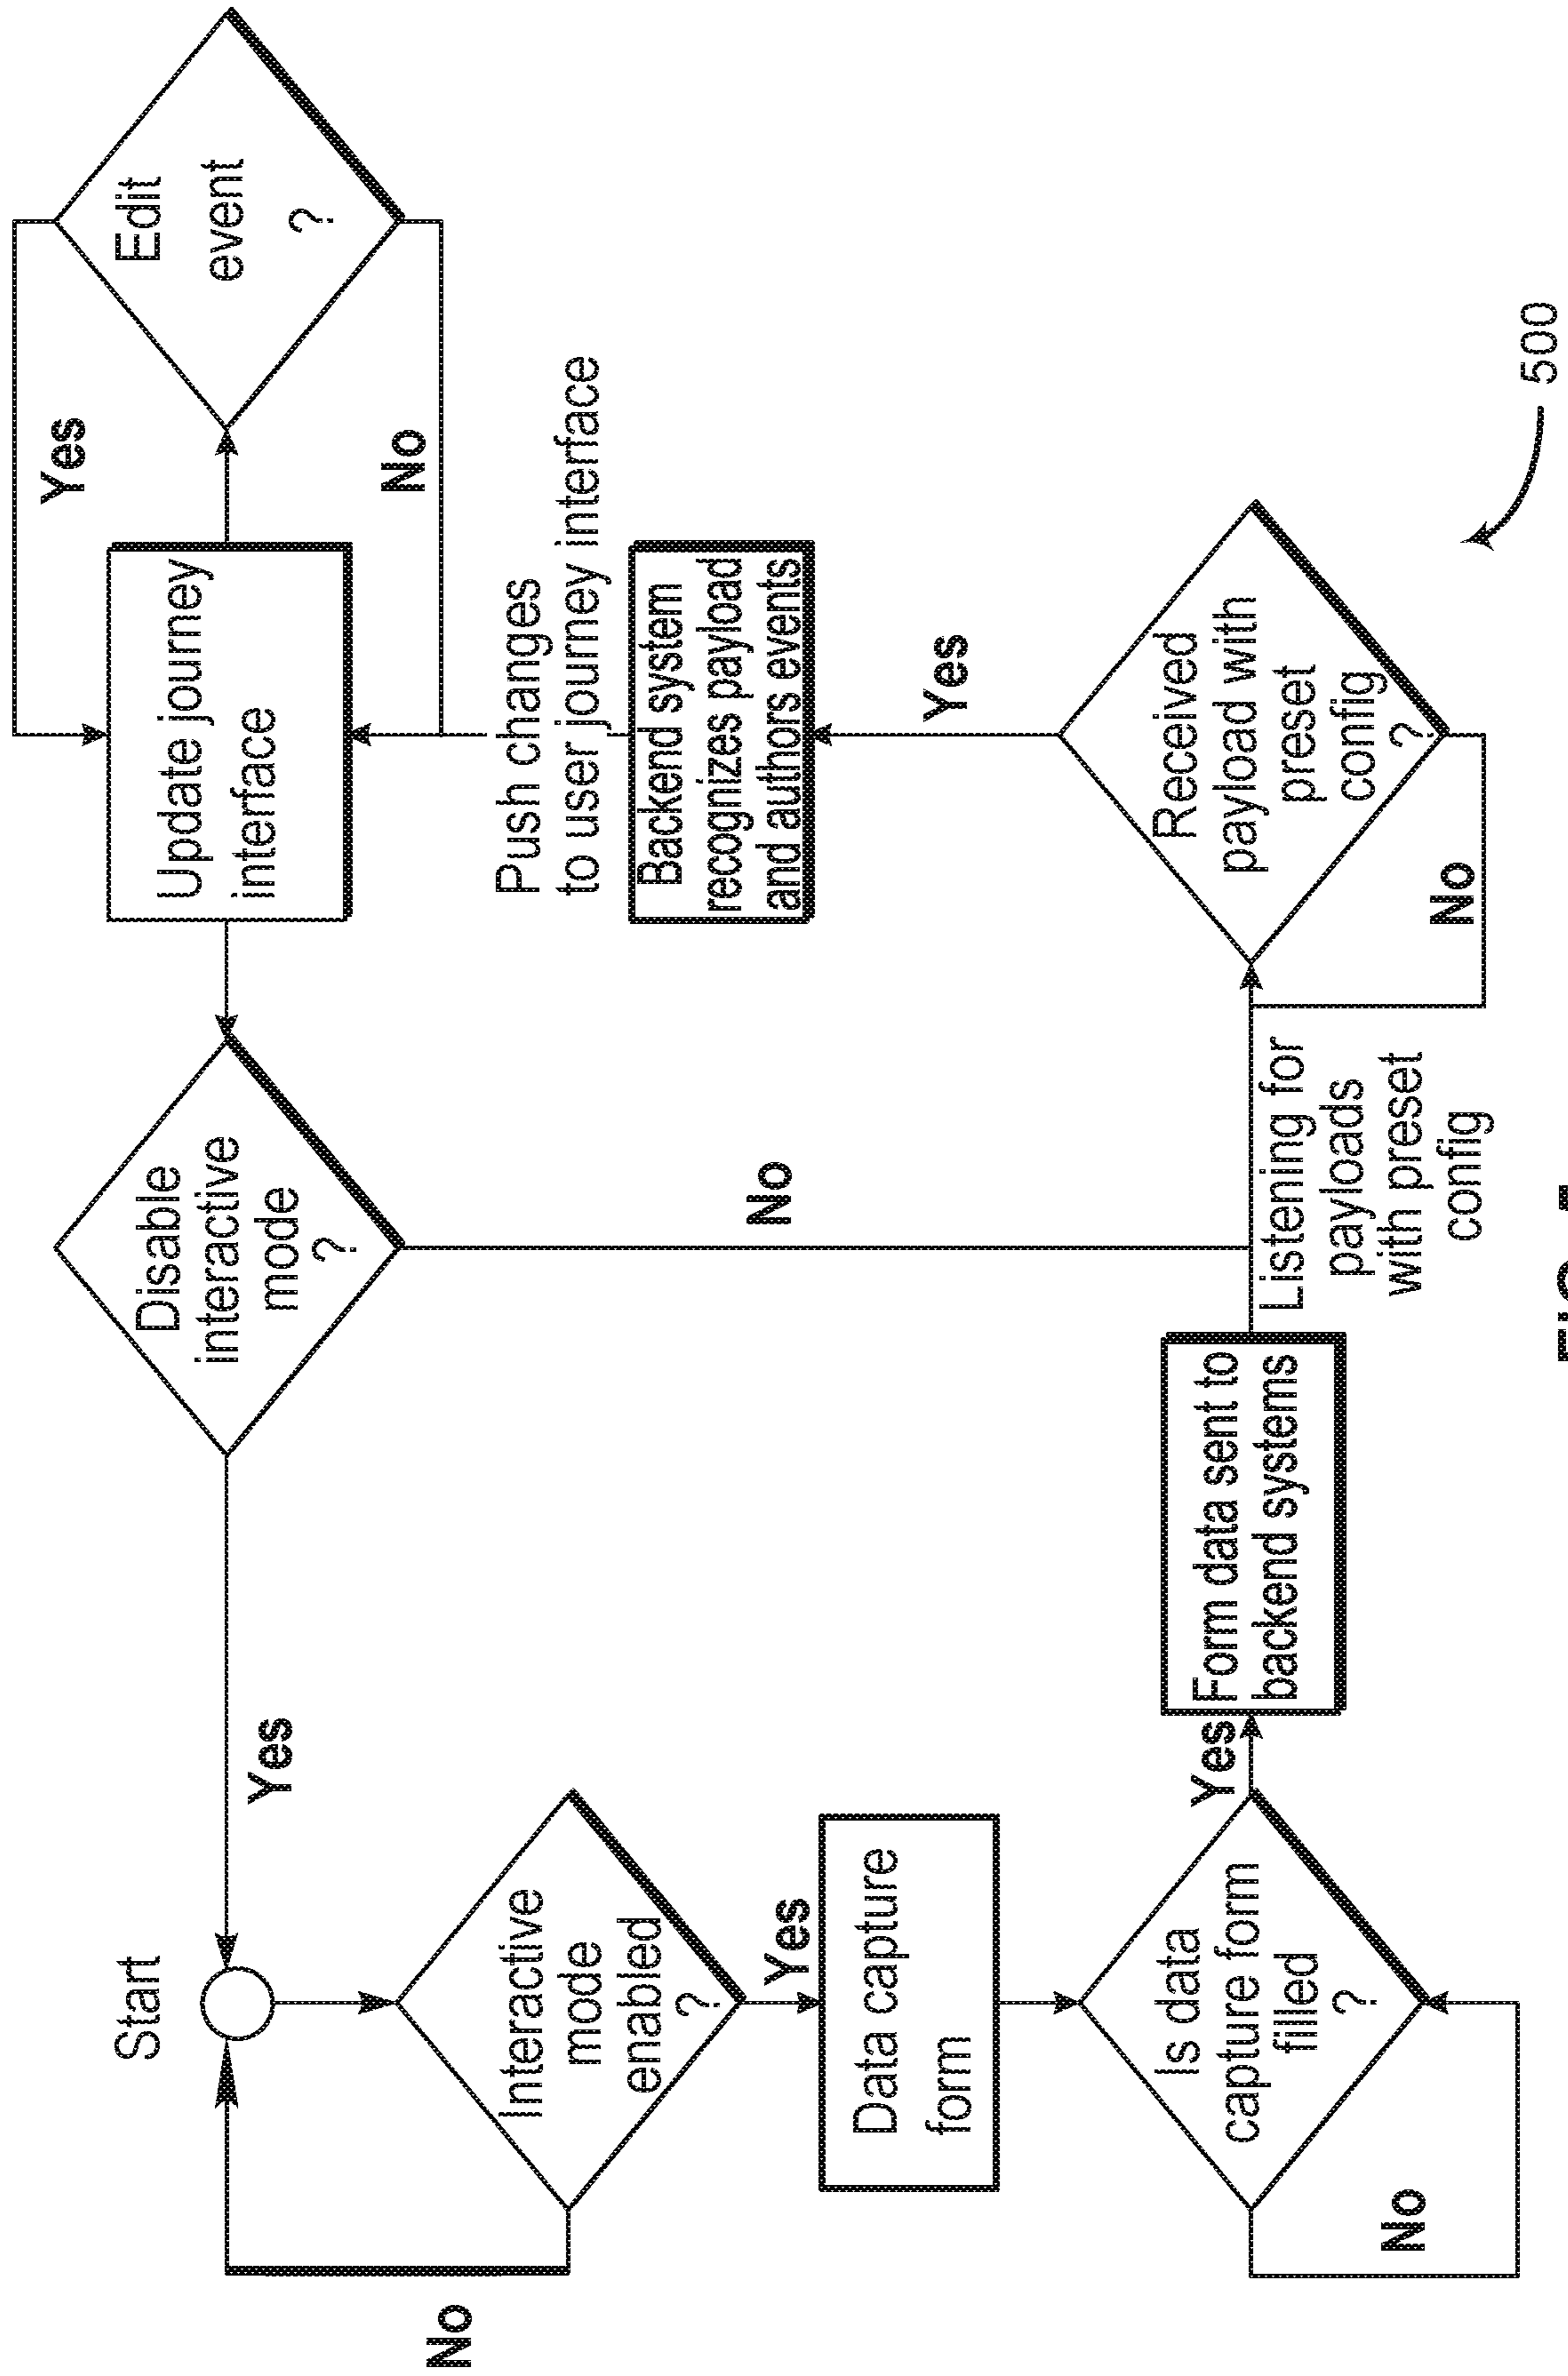 Start
Interactive
mode
enabled
?
No
Yes
Data capture
form
Is data
capture form
filled
?
No
Yes
Form data sent to
backend systems
Listening for
payloads
with preset
config
Received
payload with
preset
config
?
No
Yes
Backend system
recognizes payload
and authors events
Push changes
to user journey interface
Update journey
interface
Edit
event
?
Yes
No
Disable
interactive
mode
?
Yes
No
500